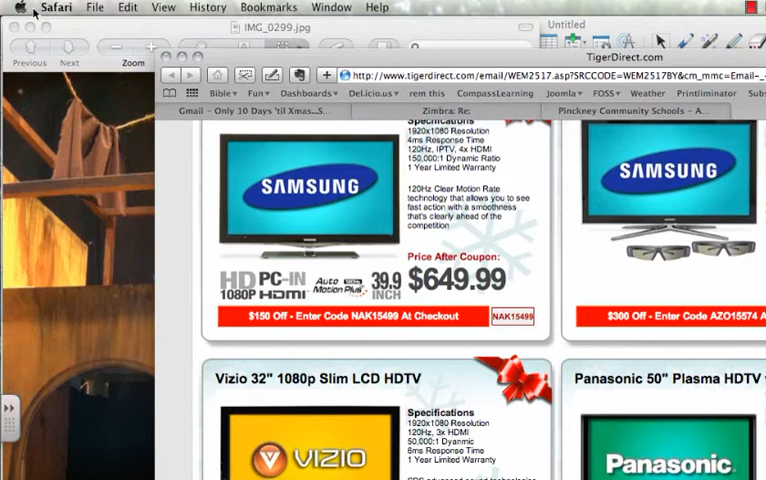 Safari File Edit View History Bookmarks Window Help
IMG_0299.jpg
Untitled
Previous Next Zoom
TigerDirect.com
http://www.tigerdirect.com/email/WEM2517.asp?SRCCODE=WEM2517BY&cm_mmc=Email-_-
Bible Fun Dashboards Del.icio.us rem this CompassLearning Joomla FOSS Weather Printliminator Subsc
Gmail - Only 10 Days 'til Xmas...S... Zimbra: Re: Pinckney Community Schools - A...
Specifications
1920x1080 Resolution
4ms Response Time
120Hz, IPTV, 4x HDMI
150,000:1 Dynamic Ratio
1 Year Limited Warranty
120Hz Clear Motion Rate
technology that allows you to see
fast action with a smoothness
that's clearly ahead of the
competition
SAMSUNG
Price After Coupon:
$649.99
HD 1080P PC-IN HDMI Auto Motion Plus 39.9 INCH
$150 Off - Enter Code NAK15499 At Checkout NAK15499
SAMSUNG
$300 Off - Enter Code AZO15574 A
Vizio 32" 1080p Slim LCD HDTV
Specifications
1920x1080 Resolution
120Hz, 3x HDMI
50,000:1 Dyanmic
6ms Response Time
1 Year Limited Warranty
VIZIO
Panasonic 50" Plasma HDTV
Panasonic